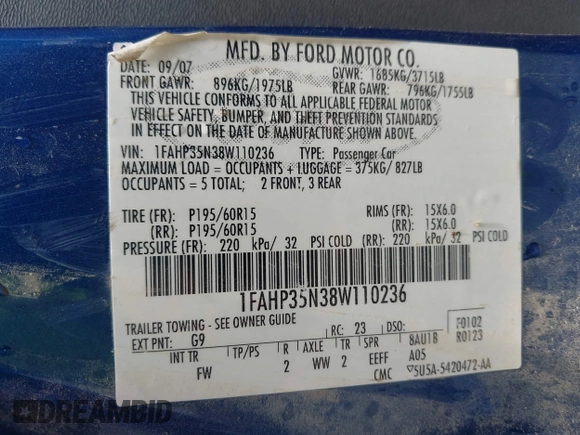 MFD. BY FORD MOTOR CO.
DATE: 09/07 GVWR: 1685KG/3715LB
FRONT GAWR: 896KG/1975LB REAR GAWR: 796KG/1755LB
THIS VEHICLE CONFORMS TO ALL APPLICABLE FEDERAL MOTOR
VEHICLE SAFETY, BUMPER, AND THEFT PREVENTION STANDARDS
IN EFFECT ON THE DATE OF MANUFACTURE SHOWN ABOVE.
VIN: 1FAHP35N38W110236 TYPE: Passenger Car
MAXIMUM LOAD = OCCUPANTS + LUGGAGE = 375KG/ 827LB
OCCUPANTS = 5 TOTAL; 2 FRONT, 3 REAR
TIRE (FR): P195/60R15 RIMS (FR): 15X6.0
(RR): P195/60R15 (RR): 15X6.0
PRESSURE (FR): 220 kPa/ 32 PSI COLD (RR): 220 kPa/ 32 PSI COLD
1FAHP35N38W110236
TRAILER TOWING - SEE OWNER GUIDE
EXT PNT: G9 RC: 23 DSO: F0102
INT TR TP/PS R AXLE TR SPR 8AU1B R0123
FW 2 WW 2 EEFF A05
CMC ▽5U5A-5420472-AA
DREAMBID